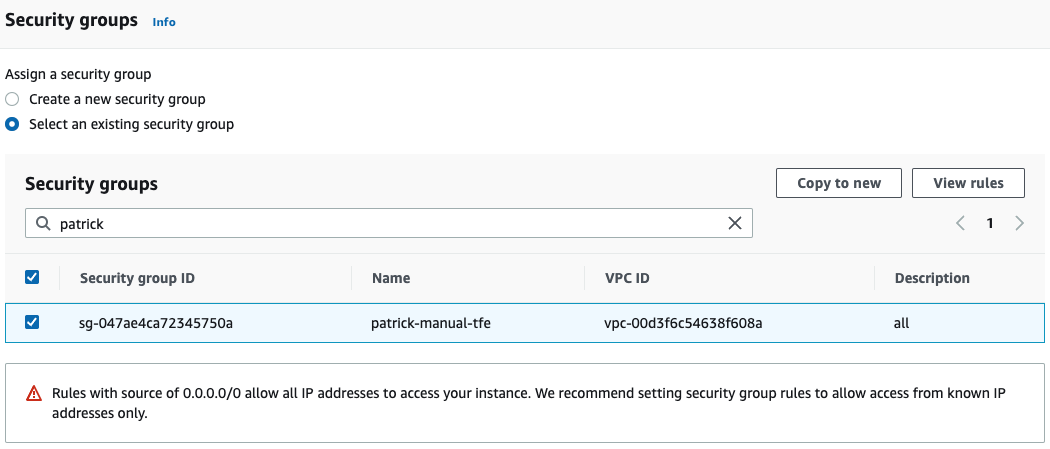 Security groups Info
Assign a security group
Create a new security group
Select an existing security group
Security groups
Copy to new
View rules
patrick
1
Security group ID Name VPC ID Description
sg-047ae4ca72345750a patrick-manual-tfe vpc-00d3f6c54638f608a all
Rules with source of 0.0.0.0/0 allow all IP addresses to access your instance. We recommend setting security group rules to allow access from known IP
addresses only.